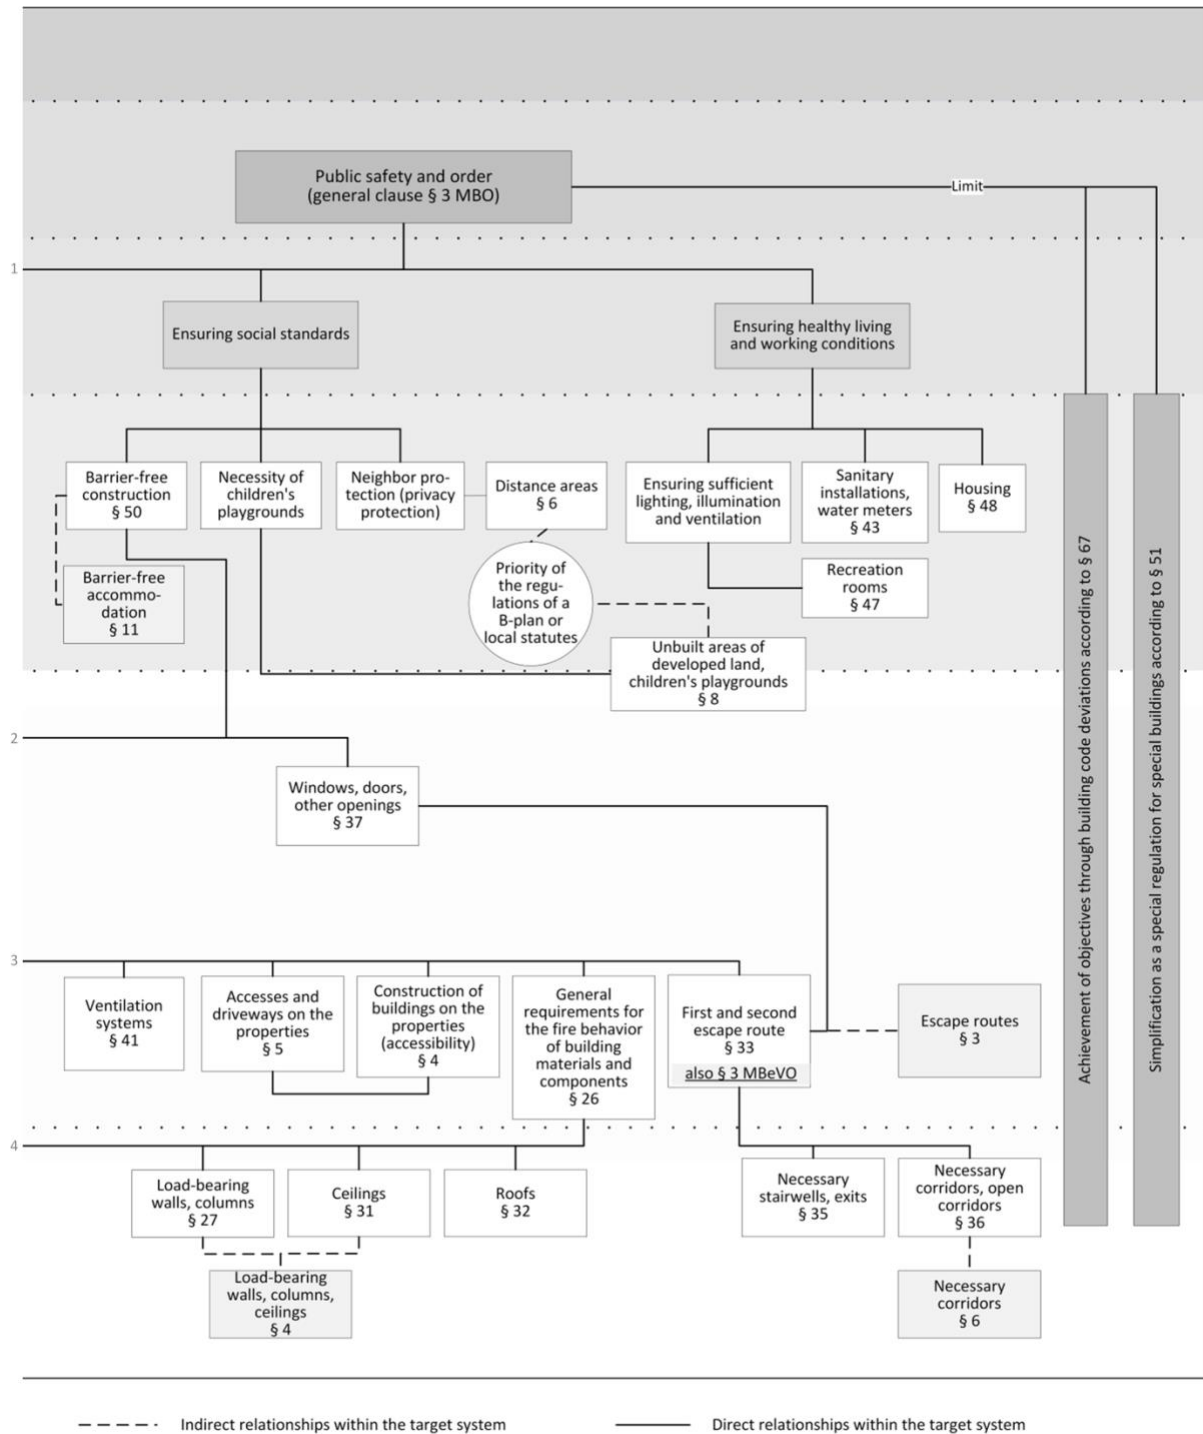 Public safety and order
(general clause § 3 MBO)
Limit
1
Ensuring social standards
Ensuring healthy living
and working conditions
Barrier-free
construction
§ 50
Necessity of
children's
playgrounds
Neighbor pro-
tection (privacy
protection)
Distance areas
§ 6
Ensuring sufficient
lighting, illumination
and ventilation
Sanitary
installations,
water meters
§ 43
Housing
§ 48
Barrier-free
accommo-
dation
§ 11
Priority of
the regu-
lations of a
B-plan or
local statutes
Recreation
rooms
§ 47
Unbuilt areas of
developed land,
children's playgrounds
§ 8
Achievement of objectives through building code deviations according to § 67
Simplification as a special regulation for special buildings according to § 51
2
Windows, doors,
other openings
§ 37
3
Ventilation
systems
§ 41
Accesses and
driveways on the
properties
§ 5
Construction of
buildings on the
properties
(accessibility)
§ 4
General
requirements for
the fire behavior
of building
materials and
components
§ 26
First and second
escape route
§ 33
also § 3 MBeVO
Escape routes
§ 3
4
Load-bearing
walls, columns
§ 27
Ceilings
§ 31
Roofs
§ 32
Necessary
stairwells, exits
§ 35
Necessary
corridors, open
corridors
§ 36
Load-bearing
walls, columns,
ceilings
§ 4
Necessary
corridors
§ 6
Indirect relationships within the target system
Direct relationships within the target system